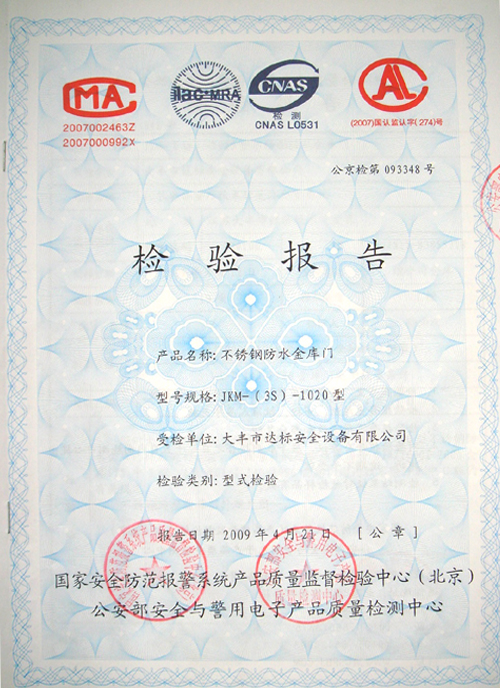 CMA
ilac-MRA
CNAS
CAL
2007002463Z
2007000992X
检 测
CNAS L0531
(2007)国认监认字(274)号
公京检第 093348 号
检 验 报 告
产品名称: 不锈钢防水金库门
型号规格: JKM-(3S)-1020 型
受检单位: 大丰市达标安全设备有限公司
检验类别: 型式检验
报告日期 2009 年 4 月 21 日 [ 公 章 ]
国家安全防范报警系统产品质量监督检验中心(北京)
公安部安全与警用电子产品质量检测中心